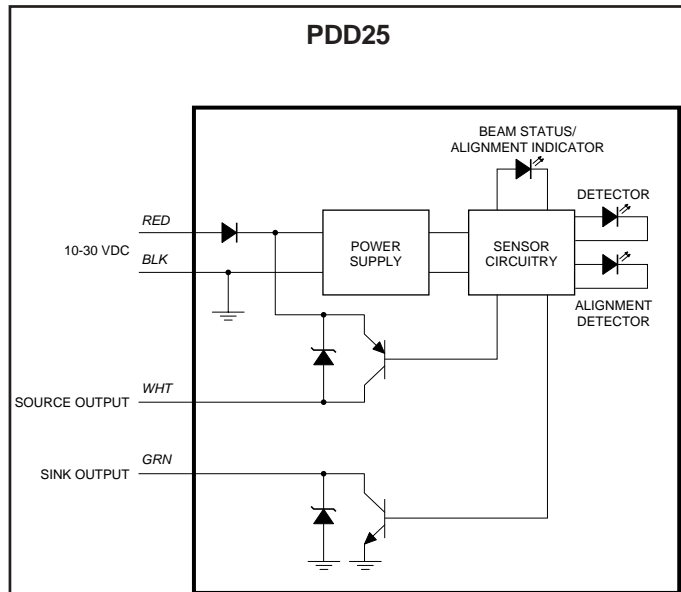 PDD25
BEAM STATUS/
ALIGNMENT INDICATOR
DETECTOR
RED
10-30 VDC
BLK
POWER
SUPPLY
SENSOR
CIRCUITRY
ALIGNMENT
DETECTOR
WHT
SOURCE OUTPUT
GRN
SINK OUTPUT